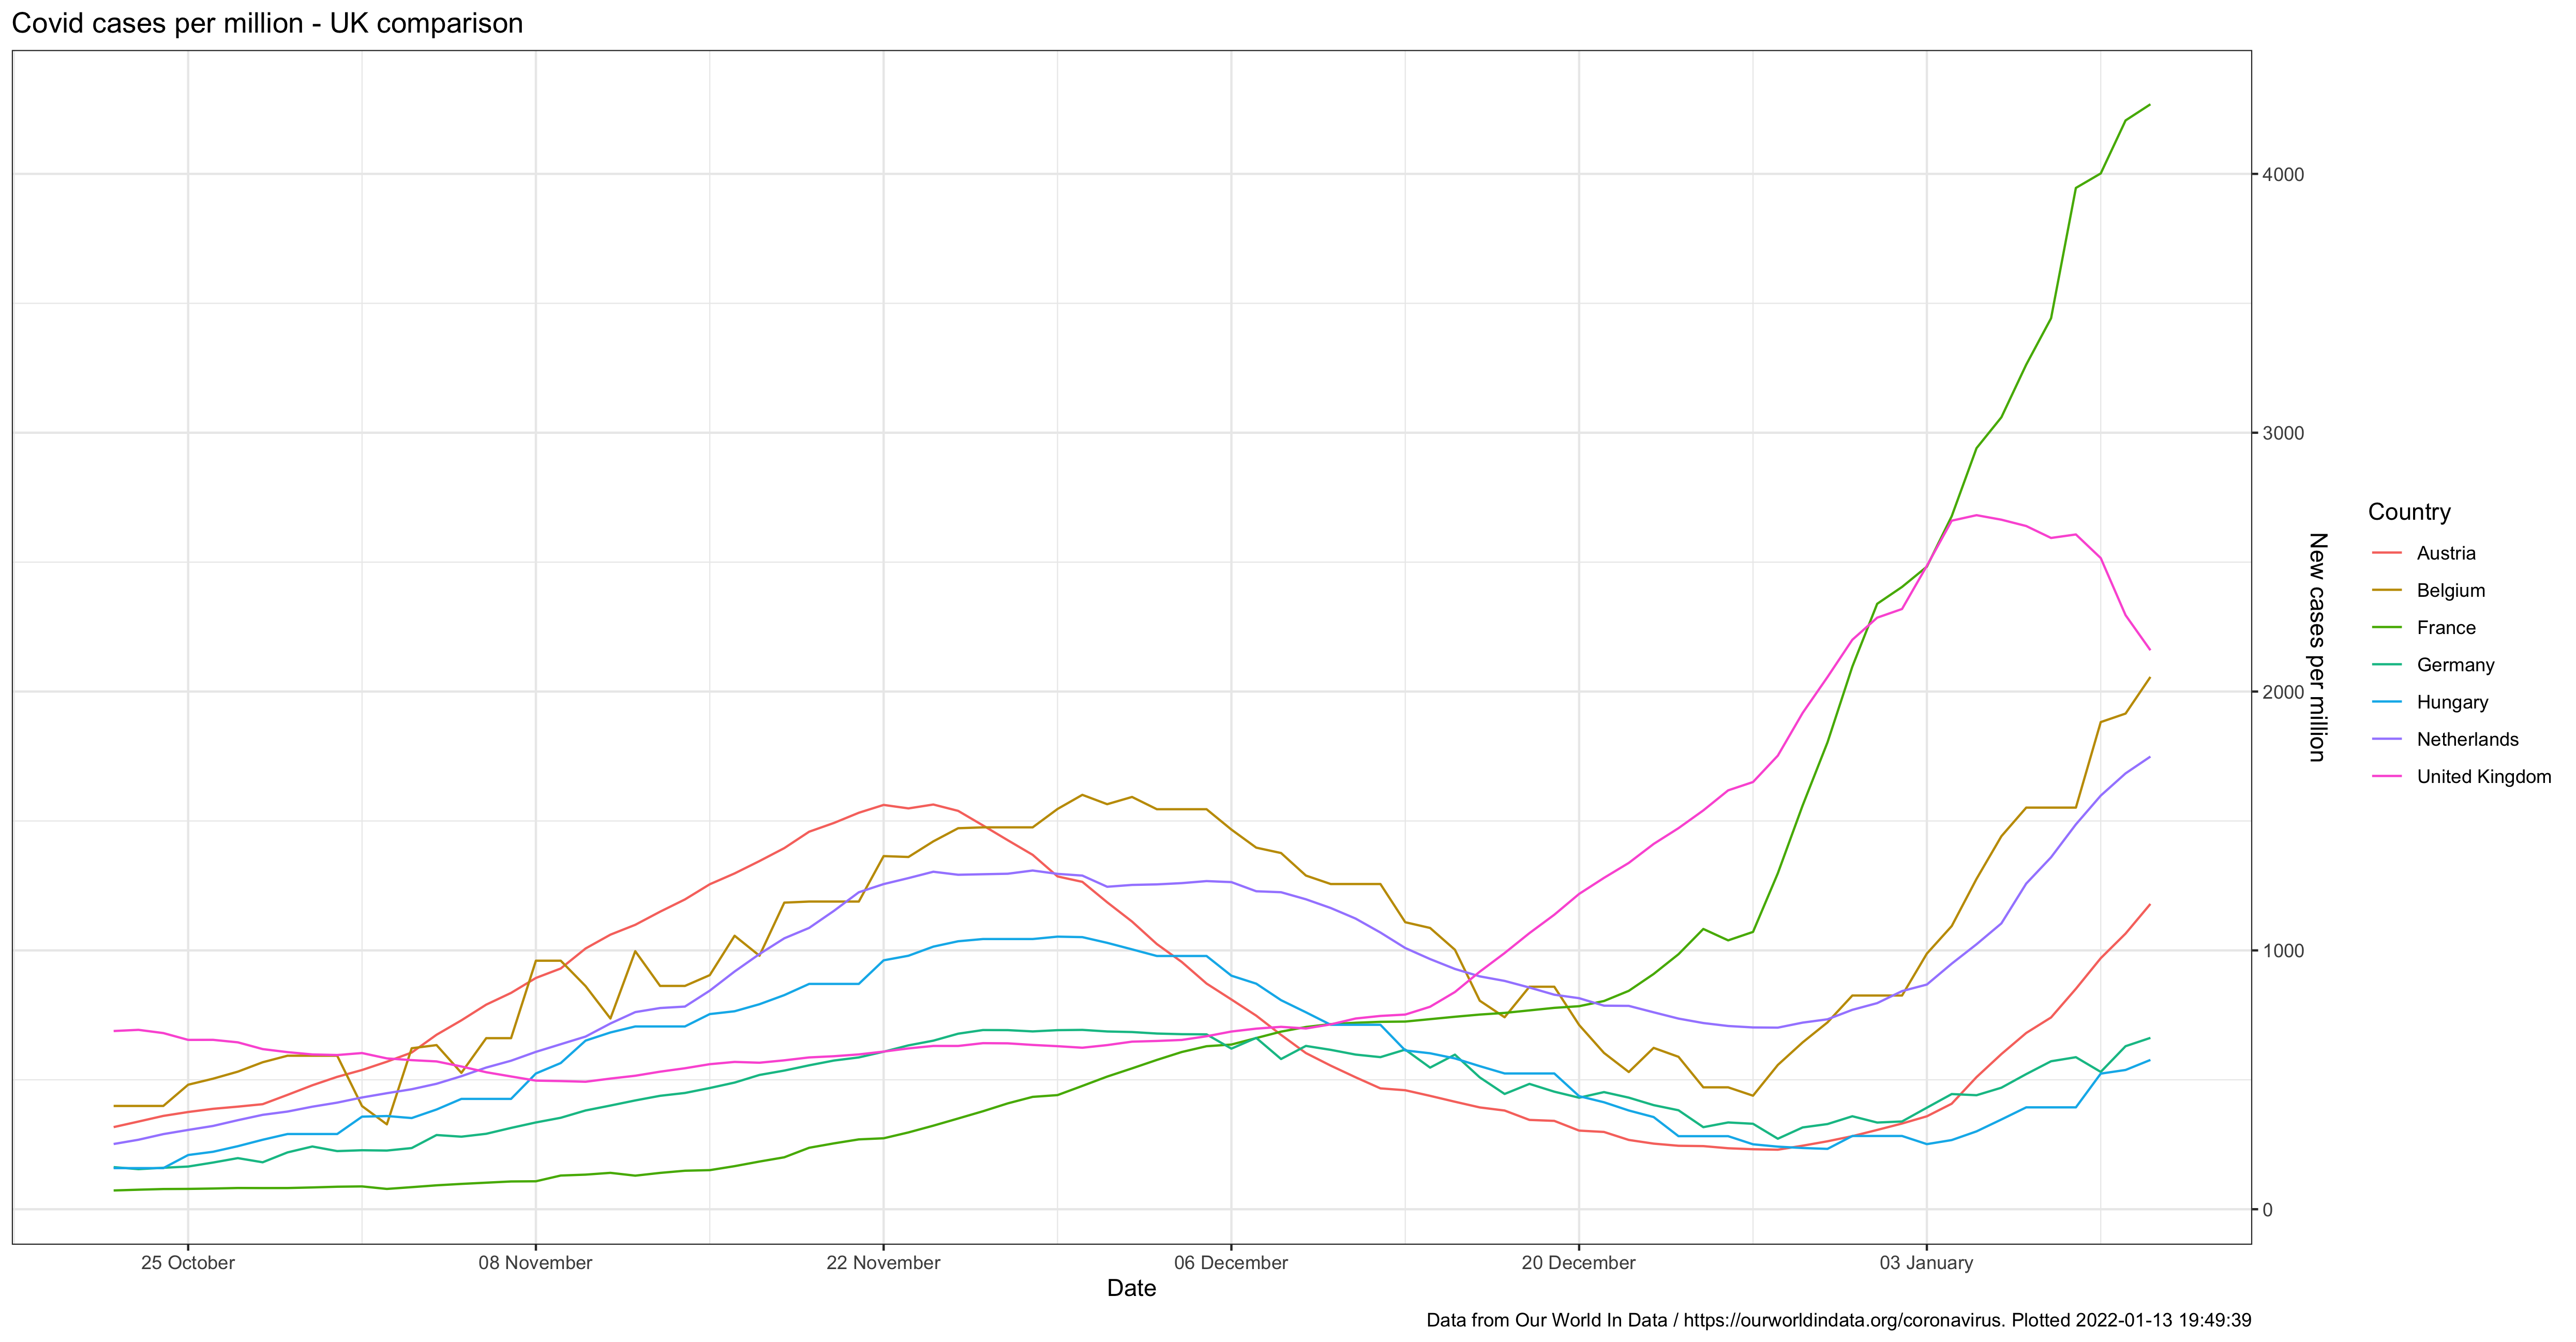 Covid cases per million - UK comparison
4000
3000
2000
1000
0
New cases per million
Country
Austria
Belgium
France
Germany
Hungary
Netherlands
United Kingdom
25 October
08 November
22 November
06 December
20 December
03 January
Date
Data from Our World In Data / https://ourworldindata.org/coronavirus. Plotted 2022-01-13 19:49:39